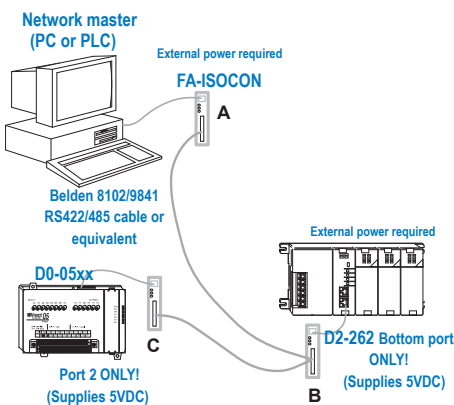 Network master
(PC or PLC)
External power required
FA-ISOCON
A
Belden 8102/9841
RS422/485 cable or
equivalent
External power required
D0-05xx
C
D2-262 Bottom port
ONLY!
(Supplies 5VDC)
B
Port 2 ONLY!
(Supplies 5VDC)